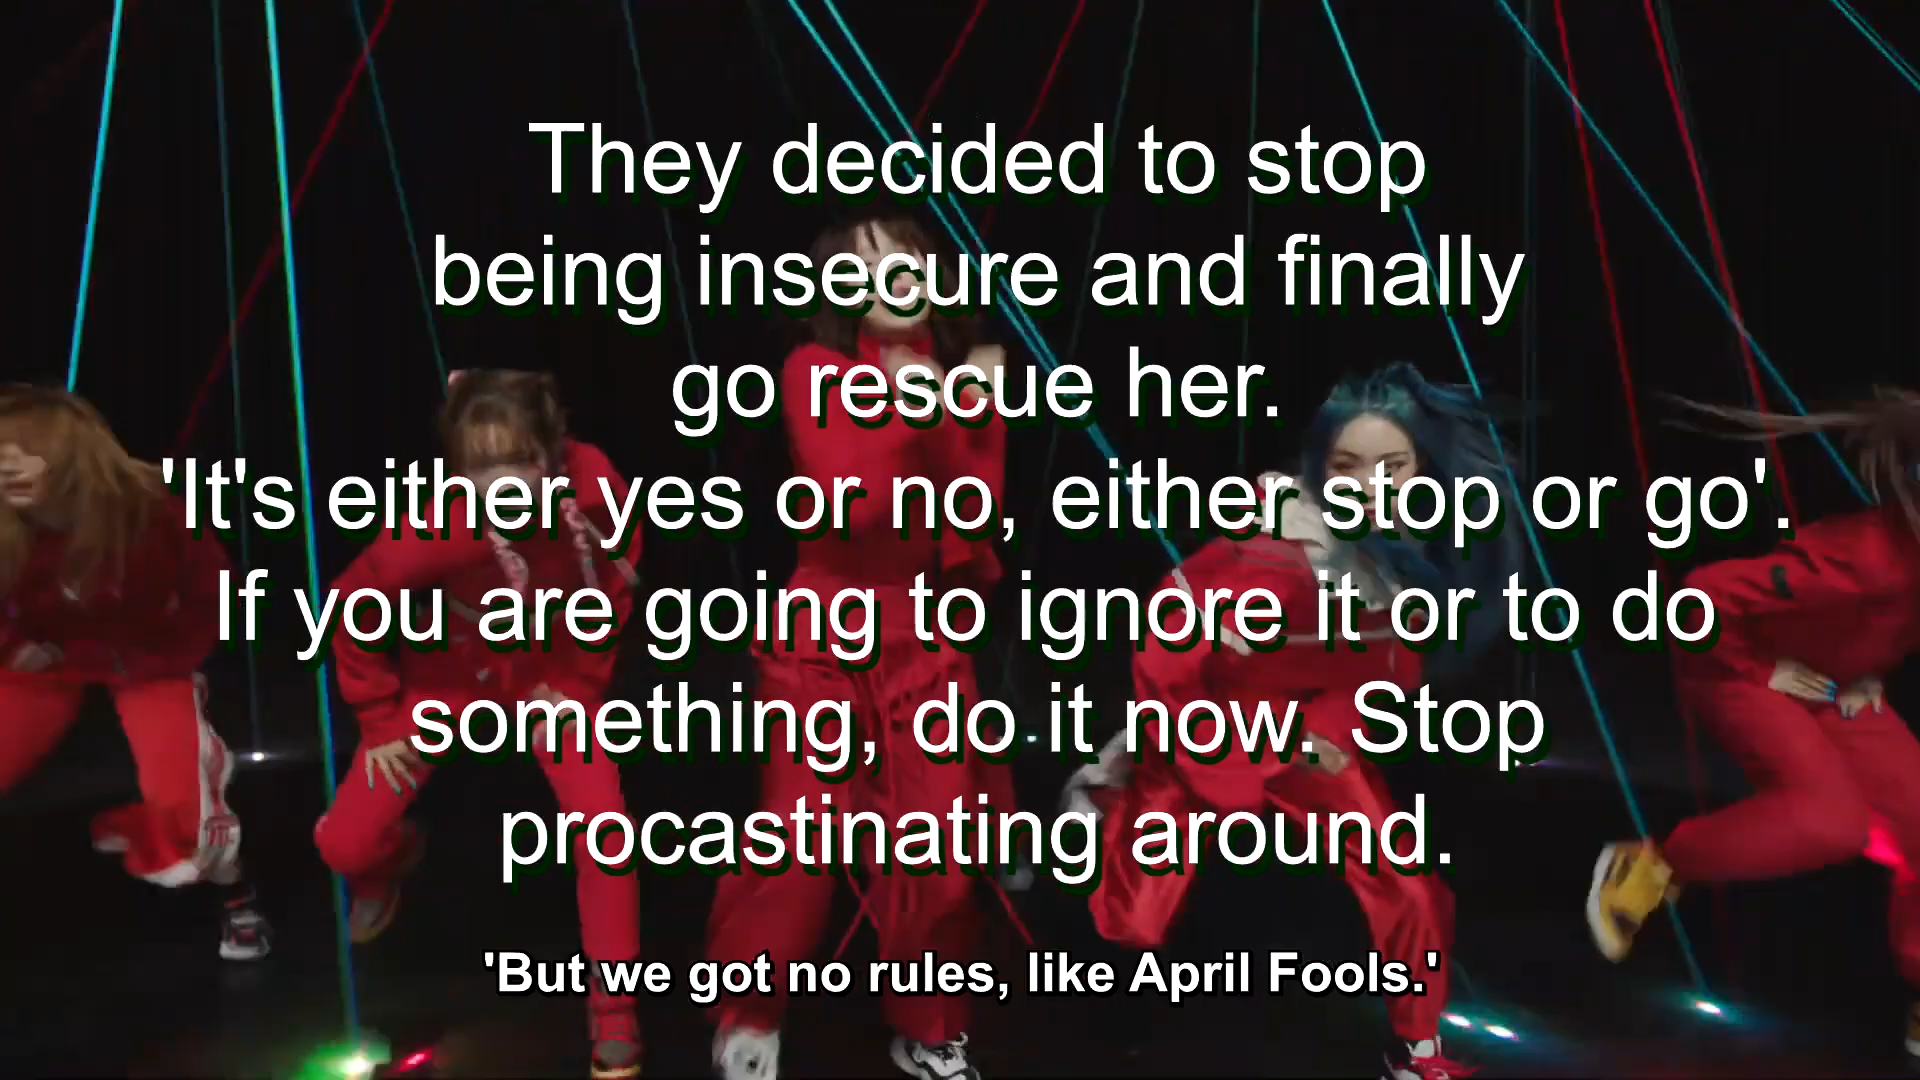 They decided to stop
being insecure and finally
go rescue her.
'It's either yes or no, either stop or go'.
If you are going to ignore it or to do
something, do it now. Stop
procastinating around.
'But we got no rules, like April Fools.'